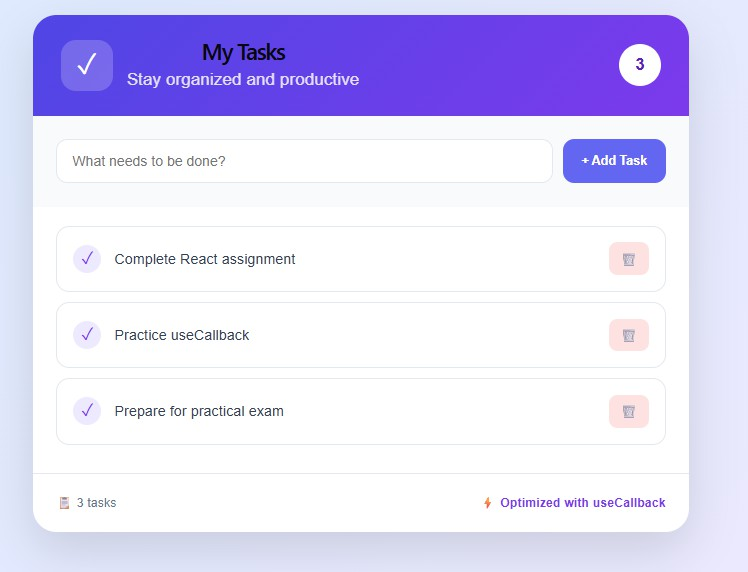 ✓
My Tasks
Stay organized and productive
3
What needs to be done?
+ Add Task
✓ Complete React assignment
✓ Practice useCallback
✓ Prepare for practical exam
3 tasks
Optimized with useCallback